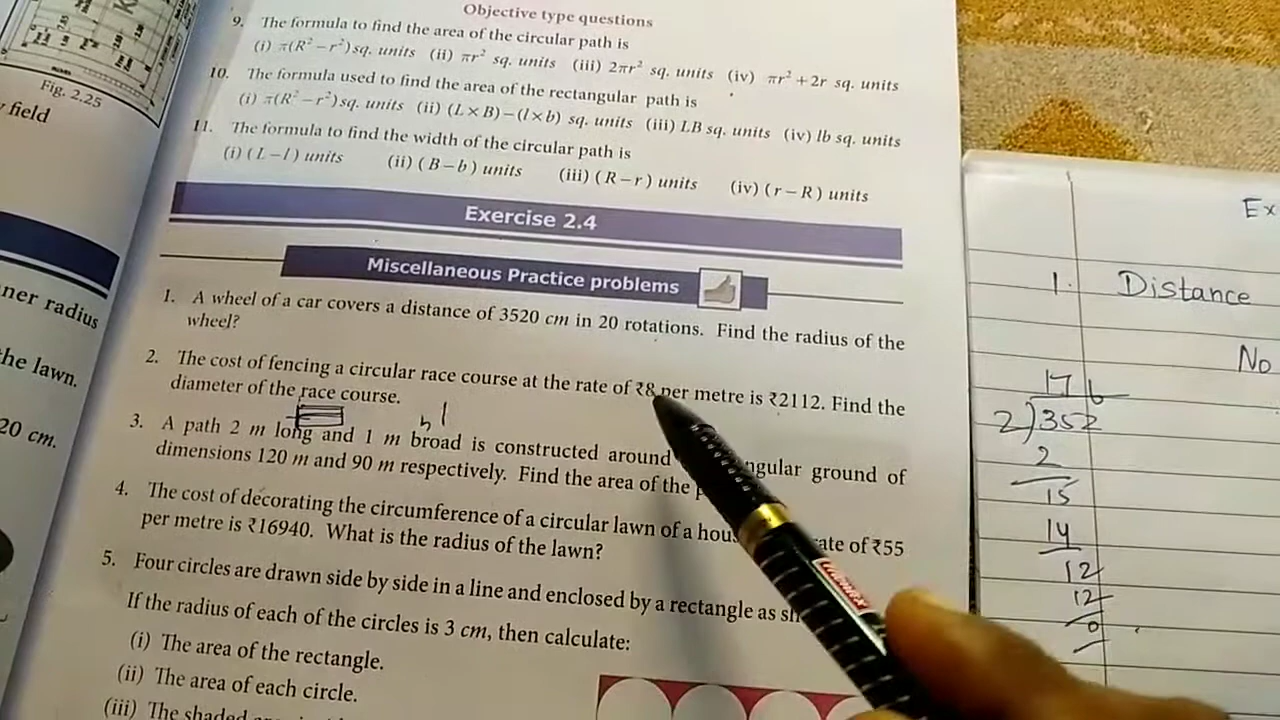 Fig. 2.25
field
ner radius
he lawn.
20 cm.
Objective type questions
9. The formula to find the area of the circular path is
(i) π(R² − r²) sq. units (ii) πr² sq. units (iii) 2πr² sq. units (iv) πr² + 2r sq. units
10. The formula used to find the area of the rectangular path is
(i) π(R² − r²) sq. units (ii) (L × B) − (l × b) sq. units (iii) LB sq. units (iv) lb sq. units
11. The formula to find the width of the circular path is
(i) (L − l) units (ii) (B − b) units (iii) (R − r) units (iv) (r − R) units
Exercise 2.4
Miscellaneous Practice problems
1. A wheel of a car covers a distance of 3520 cm in 20 rotations. Find the radius of the
wheel?
2. The cost of fencing a circular race course at the rate of ₹8 per metre is ₹2112. Find the
diameter of the race course.
b l
3. A path 2 m long and 1 m broad is constructed around ngular ground of
dimensions 120 m and 90 m respectively. Find the area of the p
4. The cost of decorating the circumference of a circular lawn of a hou ate of ₹55
per metre is ₹16940. What is the radius of the lawn?
5. Four circles are drawn side by side in a line and enclosed by a rectangle as sh
If the radius of each of the circles is 3 cm, then calculate:
(i) The area of the rectangle.
(ii) The area of each circle.
(iii) The shaded
Ex
1. Distance
No
176
2)352
2
15
14
12
12
0